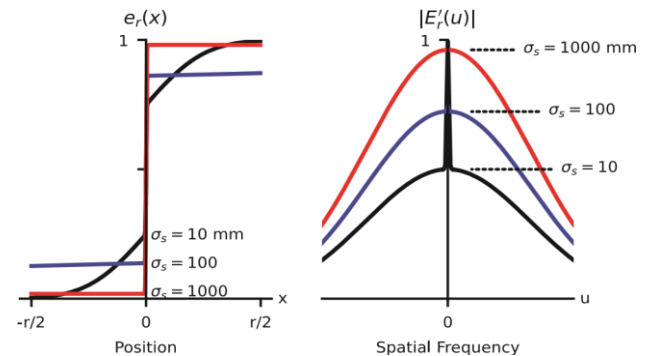 e_r(x)
1
σ_s = 10 mm
σ_s = 100
σ_s = 1000
x
-r/2
0
r/2
Position
|E′_r(u)|
1
σ_s = 1000 mm
σ_s = 100
σ_s = 10
u
0
Spatial Frequency